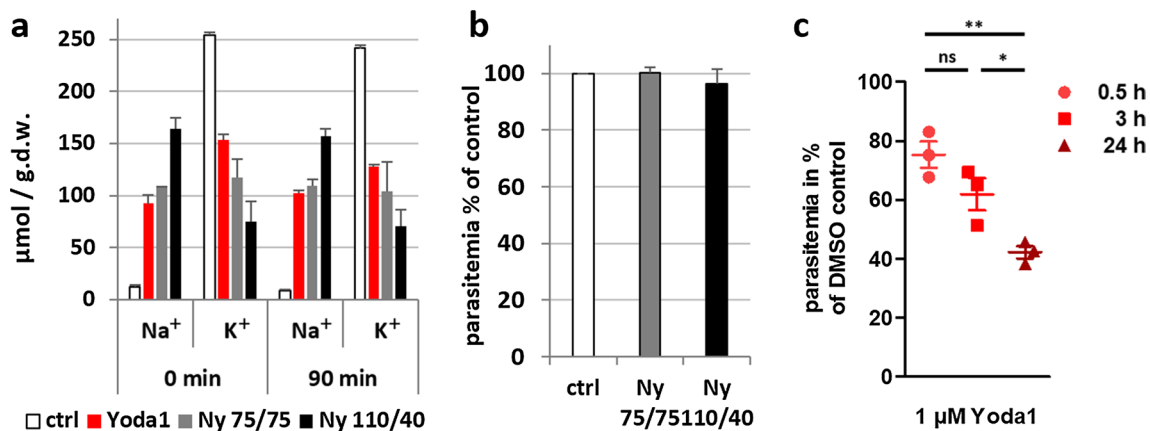 a
µmol / g.d.w.
250
200
150
100
50
0
Na+
K+
Na+
K+
0 min
90 min
ctrl
Yoda1
Ny 75/75
Ny 110/40
b
parasitemia % of control
100
80
60
40
20
0
ctrl
Ny
75/75
Ny
110/40
c
parasitemia in %
of DMSO control
100
80
60
40
20
0
**
ns
*
1 µM Yoda1
0.5 h
3 h
24 h